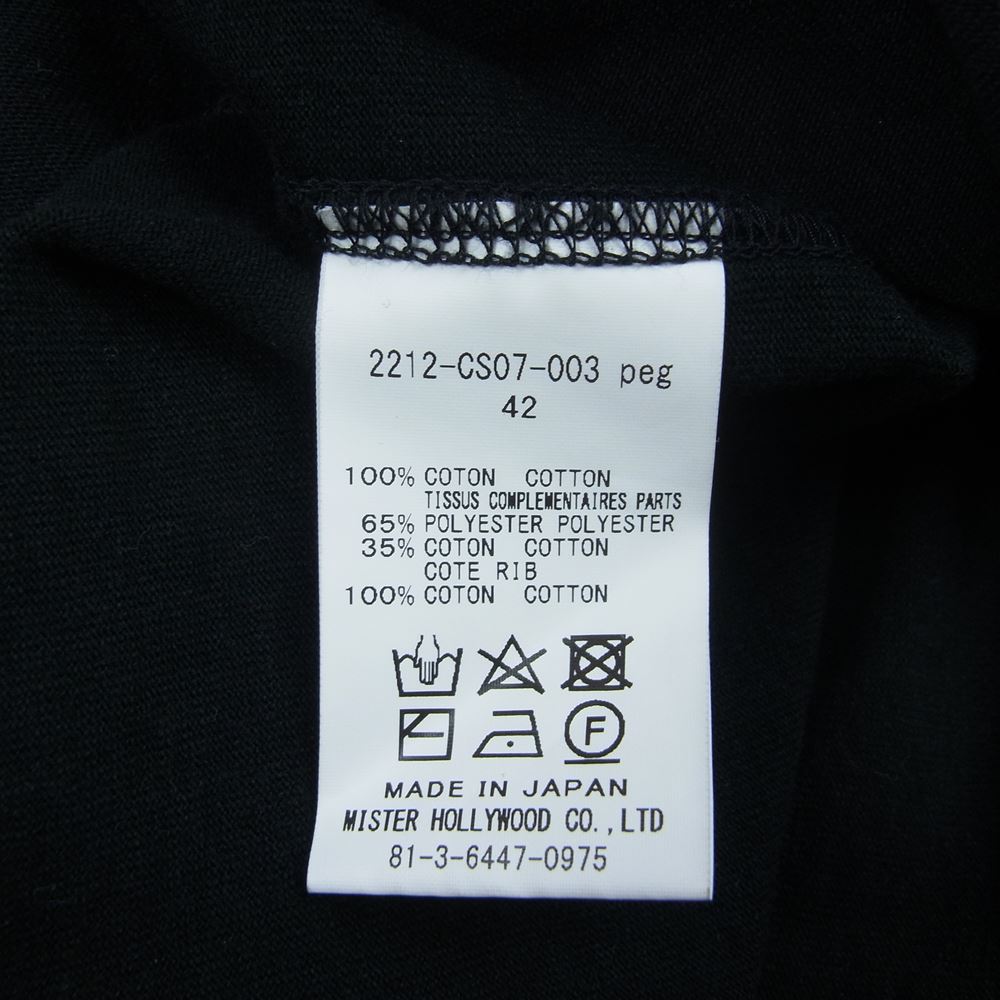 2212-CS07-003 peg
42
100% COTON COTTON
TISSUS COMPLEMENTAIRES PARTS
65% POLYESTER POLYESTER
35% COTON COTTON
COTE RIB
100% COTON COTTON
F
MADE IN JAPAN
MISTER HOLLYWOOD CO.,LTD
81-3-6447-0975